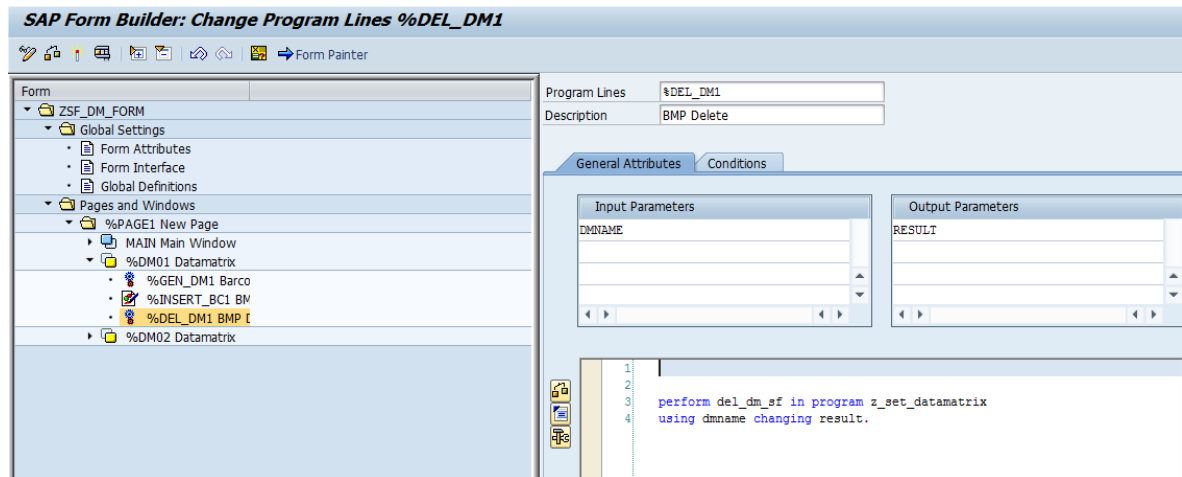 SAP Form Builder: Change Program Lines %DEL_DM1
Form Painter
Form
ZSF_DM_FORM
Global Settings
Form Attributes
Form Interface
Global Definitions
Pages and Windows
%PAGE1 New Page
MAIN Main Window
%DM01 Datamatrix
%GEN_DM1 Barco
%INSERT_BC1 BM
%DEL_DM1 BMP D
%DM02 Datamatrix
Program Lines %DEL_DM1
Description BMP Delete
General Attributes Conditions
Input Parameters Output Parameters
DMNAME RESULT
1
2
3 perform del_dm_sf in program z_set_datamatrix
4 using dmname changing result.